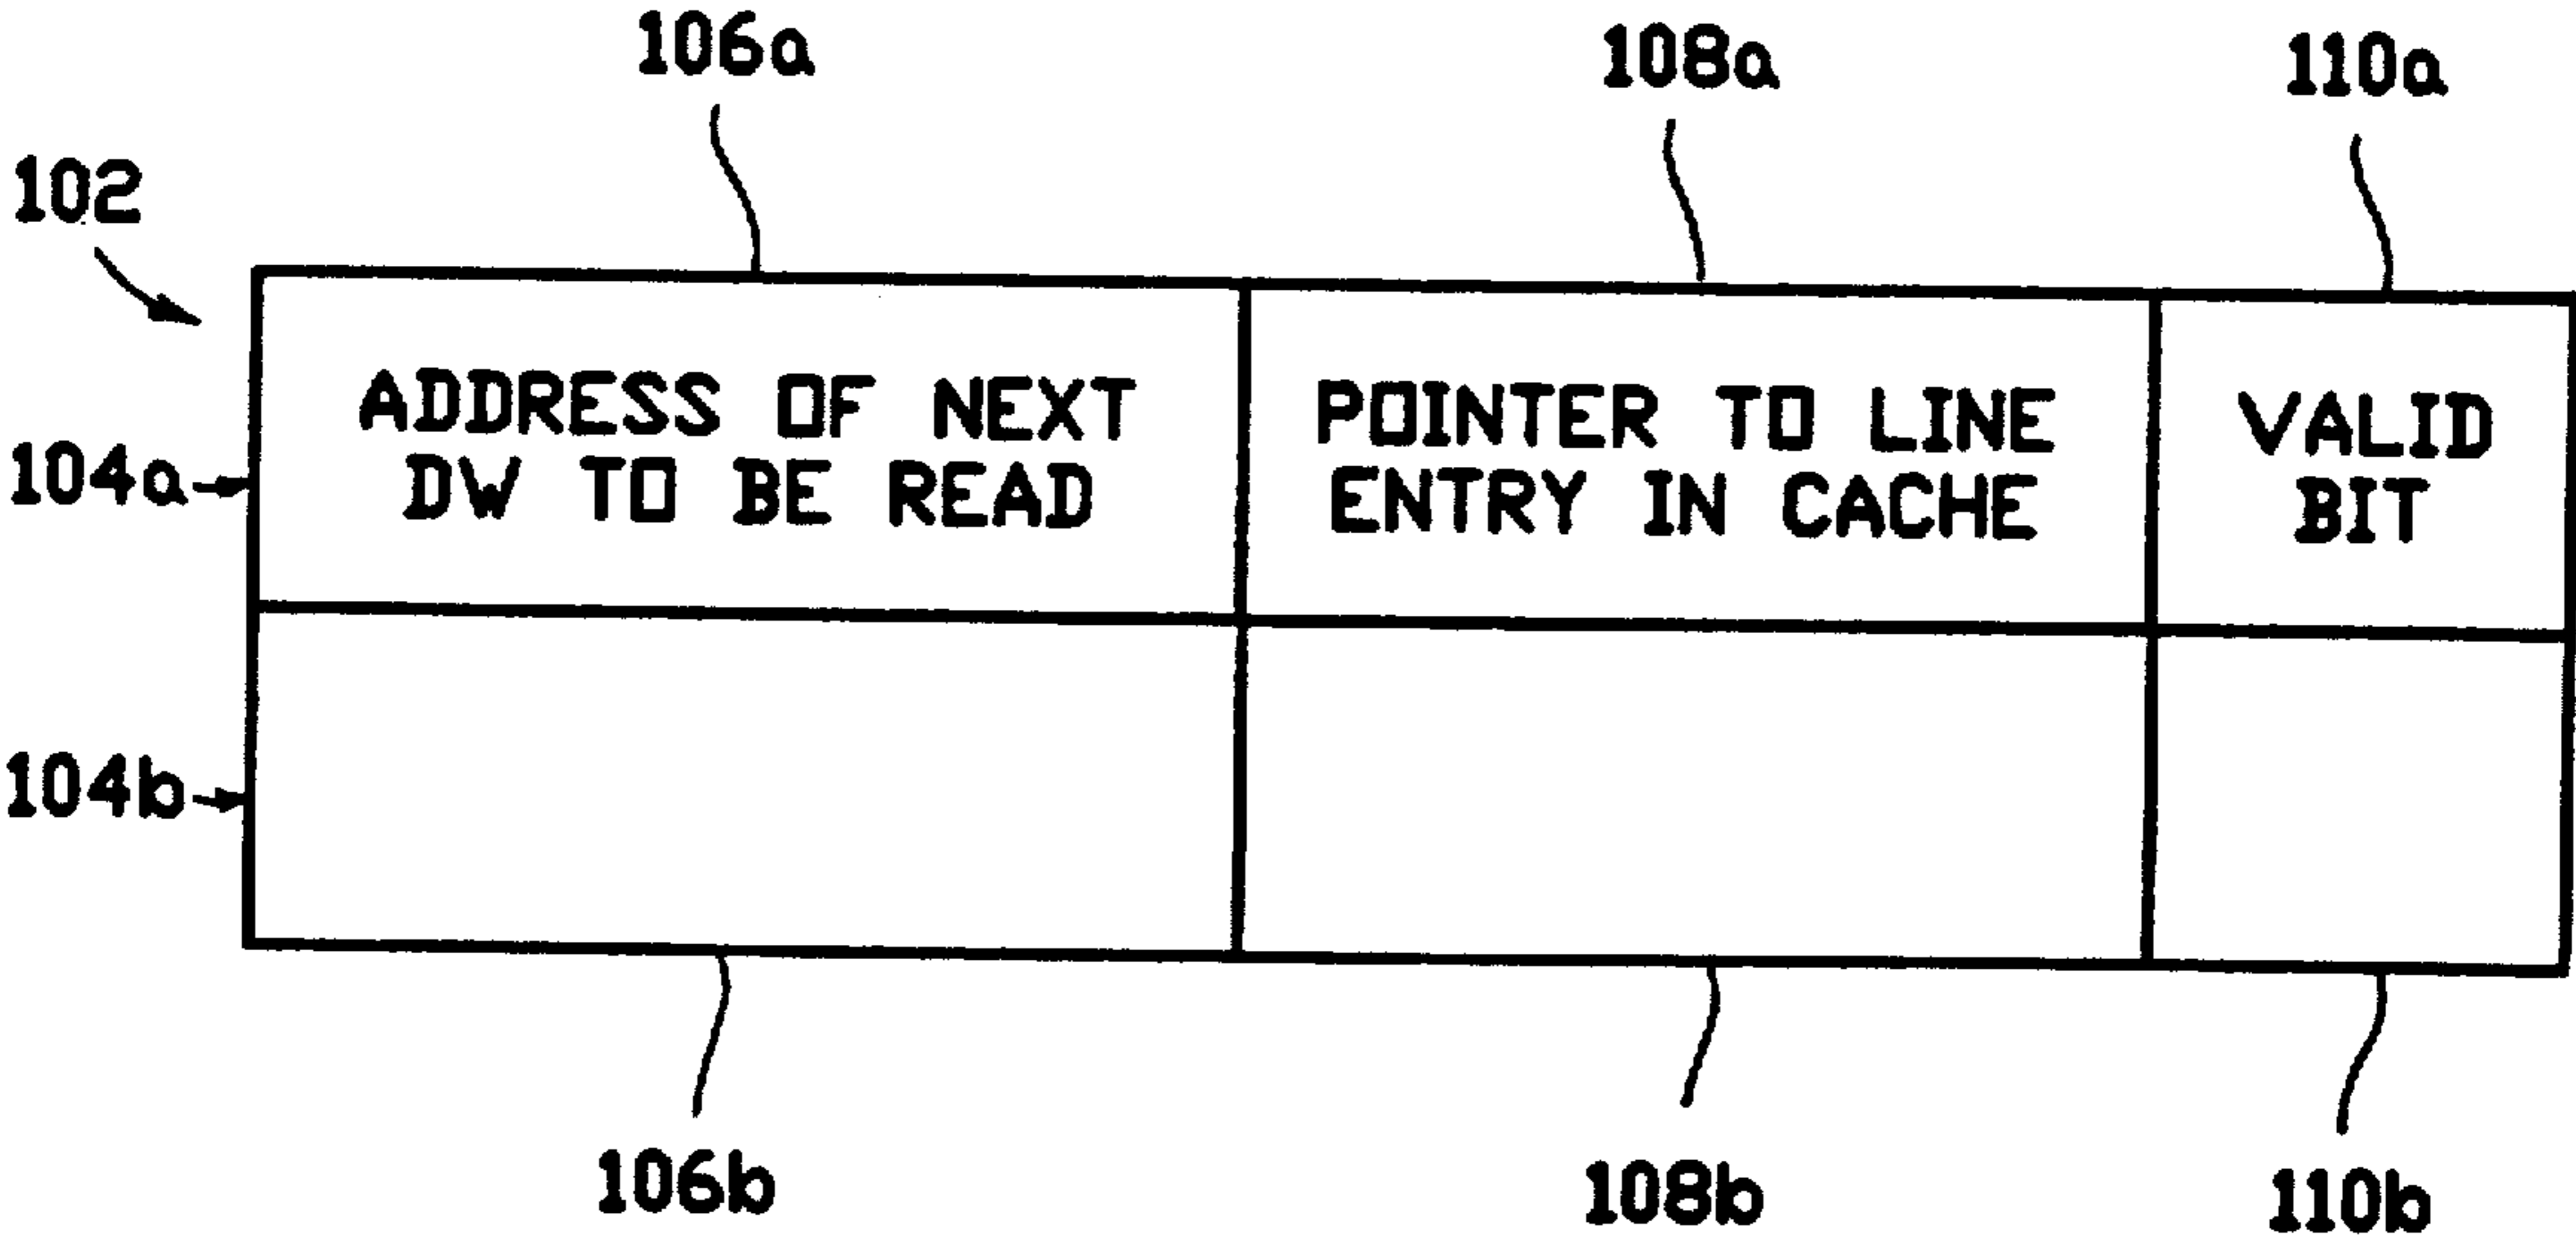 106a
108a
110a
102
ADDRESS OF NEXT
DW TO BE READ
POINTER TO LINE
ENTRY IN CACHE
VALID
BIT
104a
104b
106b
108b
110b